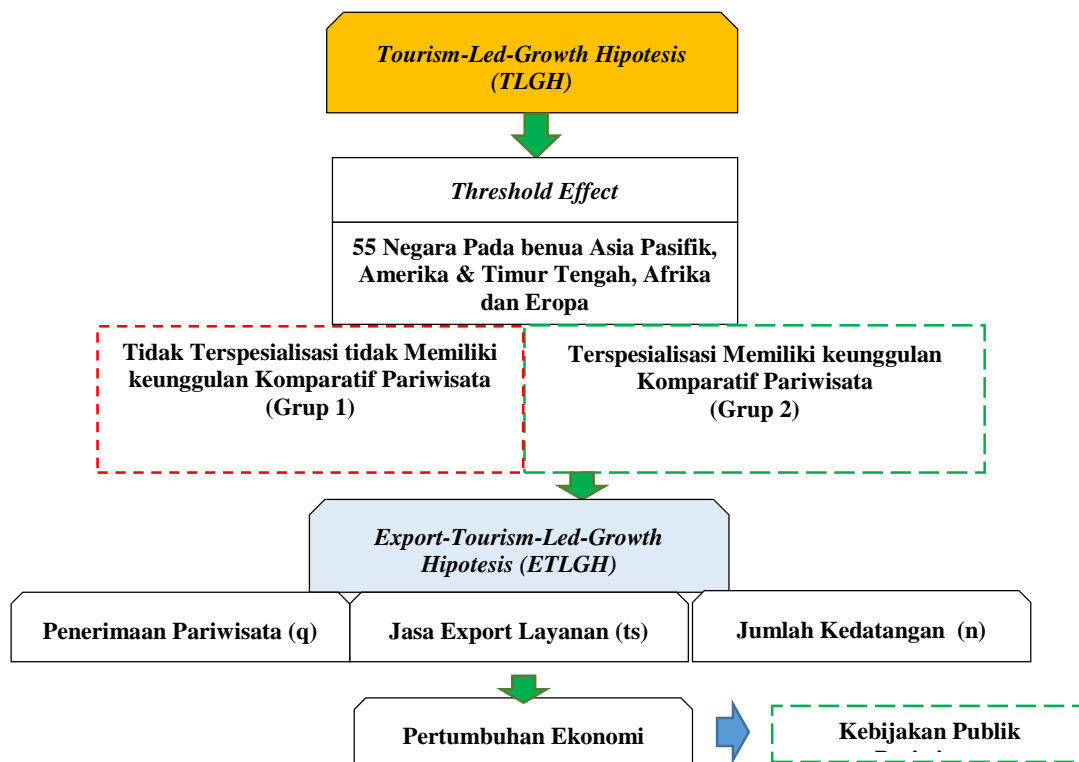 Tourism-Led-Growth Hipotesis
(TLGH)
Threshold Effect
55 Negara Pada benua Asia Pasifik,
Amerika & Timur Tengah, Afrika
dan Eropa
Tidak Terspesialisasi tidak Memiliki
keunggulan Komparatif Pariwisata
(Grup 1)
Terspesialisasi Memiliki keunggulan
Komparatif Pariwisata
(Grup 2)
Export-Tourism-Led-Growth
Hipotesis (ETLGH)
Penerimaan Pariwisata (q)
Jasa Export Layanan (ts)
Jumlah Kedatangan (n)
Pertumbuhan Ekonomi
Kebijakan Publik